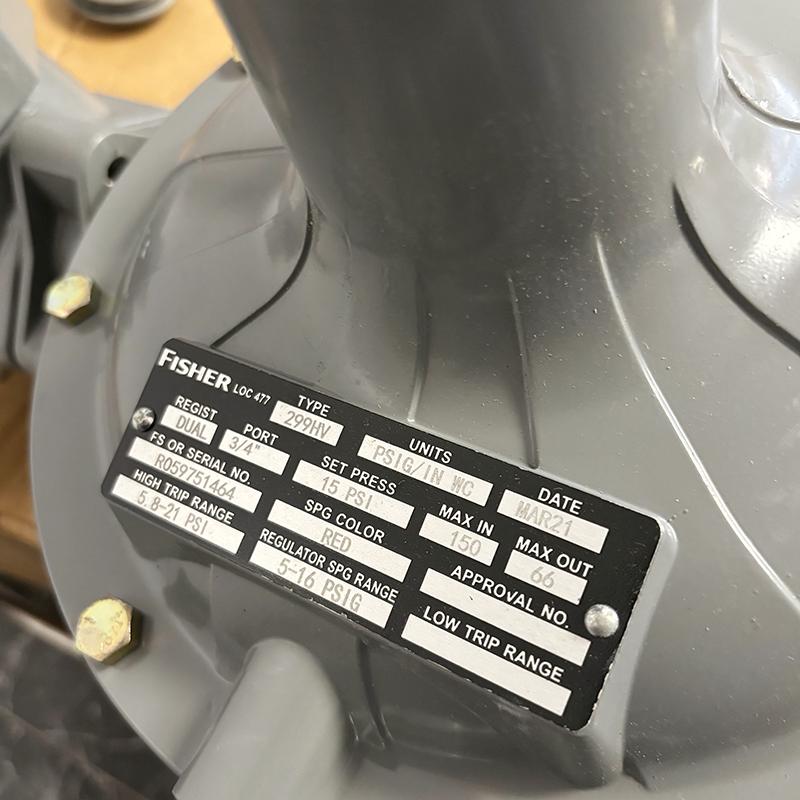 FISHER LOC 477
TYPE
299HV
UNITS
PSIG/IN WC
DATE
MAR21
REGIST
DUAL
PORT
3/4"
SET PRESS
15 PSI
MAX IN
150
MAX OUT
66
FS OR SERIAL NO.
R059751464
SPG COLOR
RED
APPROVAL NO.
HIGH TRIP RANGE
5.8-21 PSI
REGULATOR SPG RANGE
5-16 PSIG
LOW TRIP RANGE